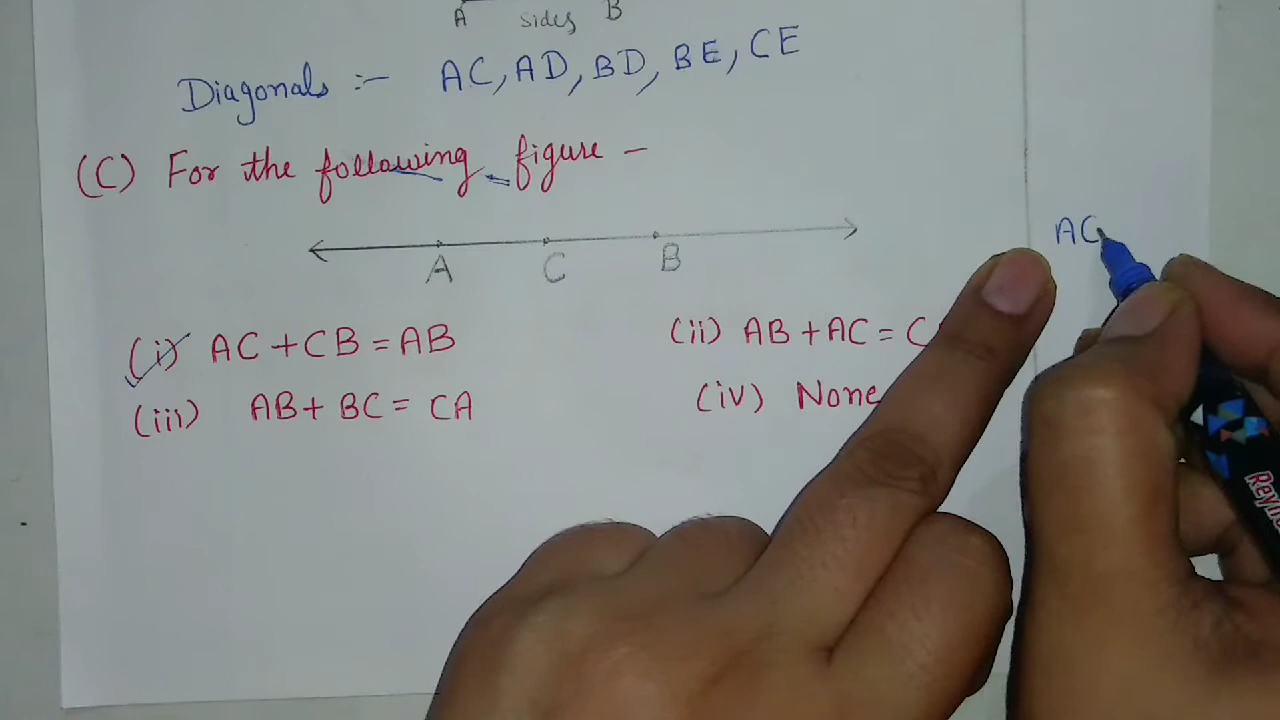 A sides B
Diagonals :- AC, AD, BD, BE, CE
(C) For the following figure -
A C B
AC
(i) AC + CB = AB
(ii) AB + AC = C
(iii) AB + BC = CA
(iv) None